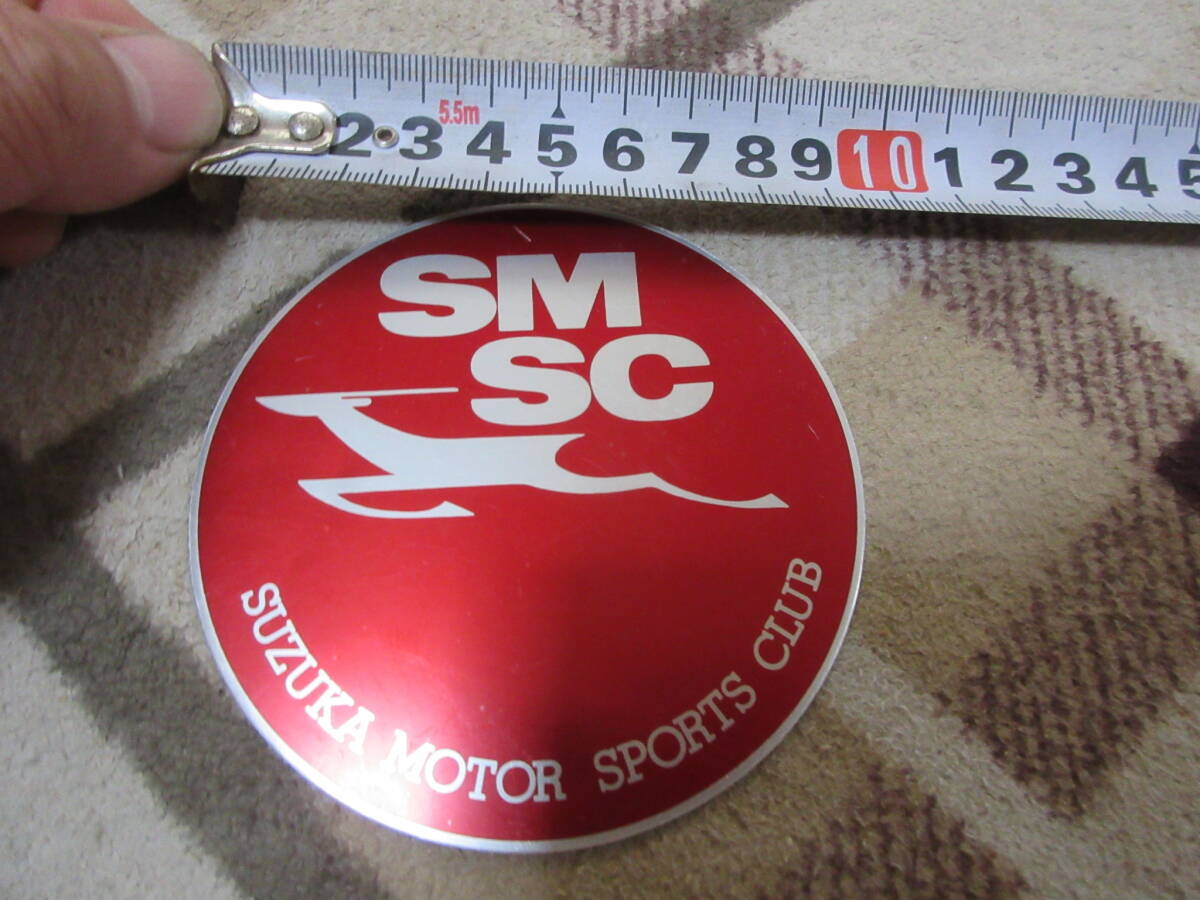 5.5m
2 3 4 5 6 7 8 9 10 1 2 3 4 5
SM
SC
SUZUKA MOTOR SPORTS CLUB